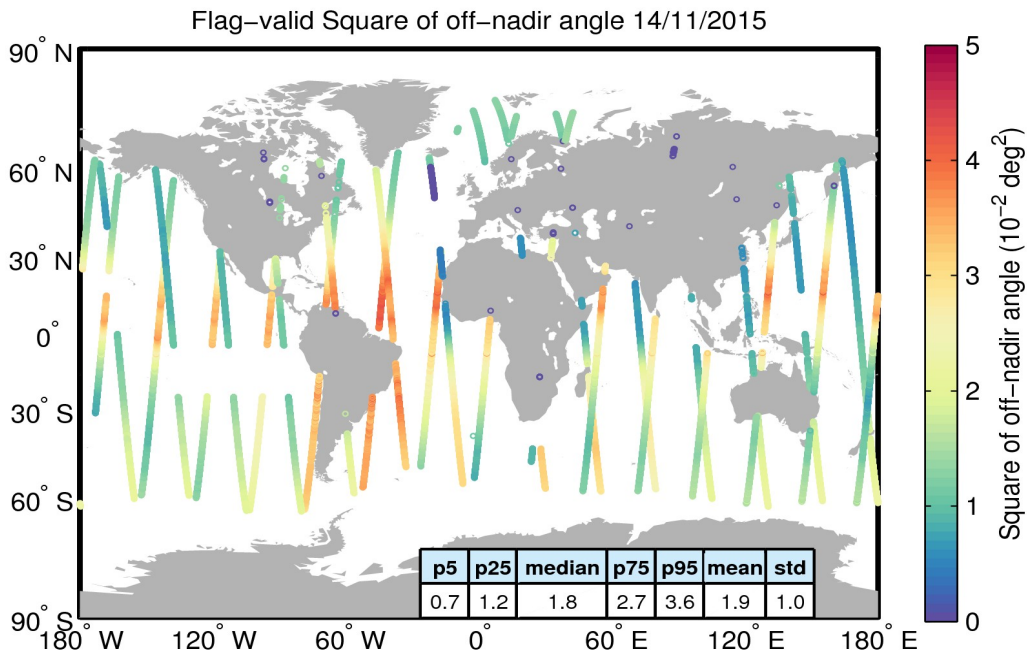 Flag−valid Square of off−nadir angle 14/11/2015
90° N
60° N
30° N
0°
30° S
60° S
90° S
180° W
120° W
60° W
0°
60° E
120° E
180° E
p5 p25 median p75 p95 mean std
0.7 1.2 1.8 2.7 3.6 1.9 1.0
5
4
3
2
1
0
Square of off−nadir angle (10⁻² deg²)